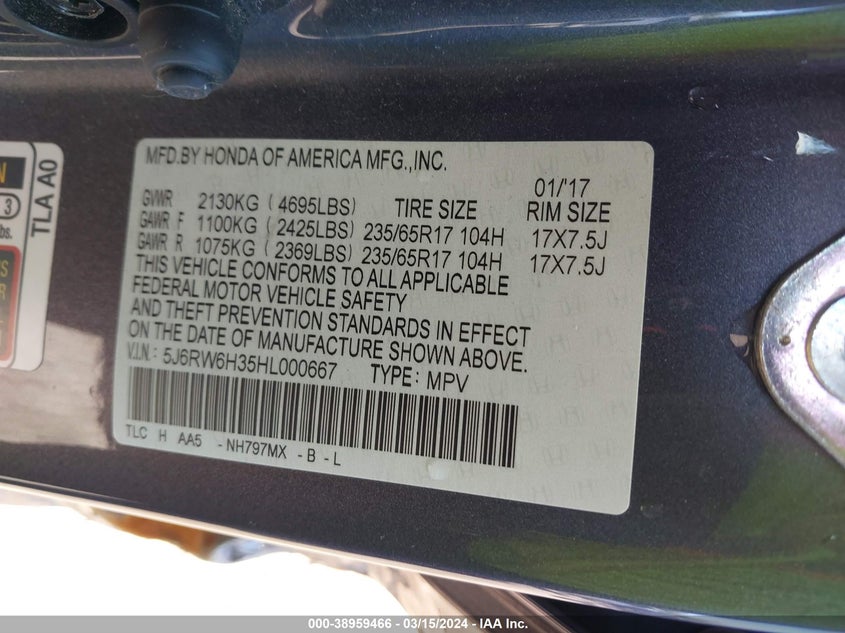 N
3
bs.
S
R
TLA A0
MFD.BY HONDA OF AMERICA MFG.,INC.
01/'17
GVWR 2130KG ( 4695LBS) TIRE SIZE RIM SIZE
GAWR F 1100KG ( 2425LBS) 235/65R17 104H 17X7.5J
GAWR R 1075KG ( 2369LBS) 235/65R17 104H 17X7.5J
THIS VEHICLE CONFORMS TO ALL APPLICABLE
FEDERAL MOTOR VEHICLE SAFETY
AND THEFT PREVENTION STANDARDS IN EFFECT
ON THE DATE OF MANUFACTURE SHOWN ABOVE.
V.I.N.: 5J6RW6H35HL000667 TYPE: MPV
TLC H AA5 -NH797MX -B -L
000-38959466 - 03/15/2024 - IAA Inc.